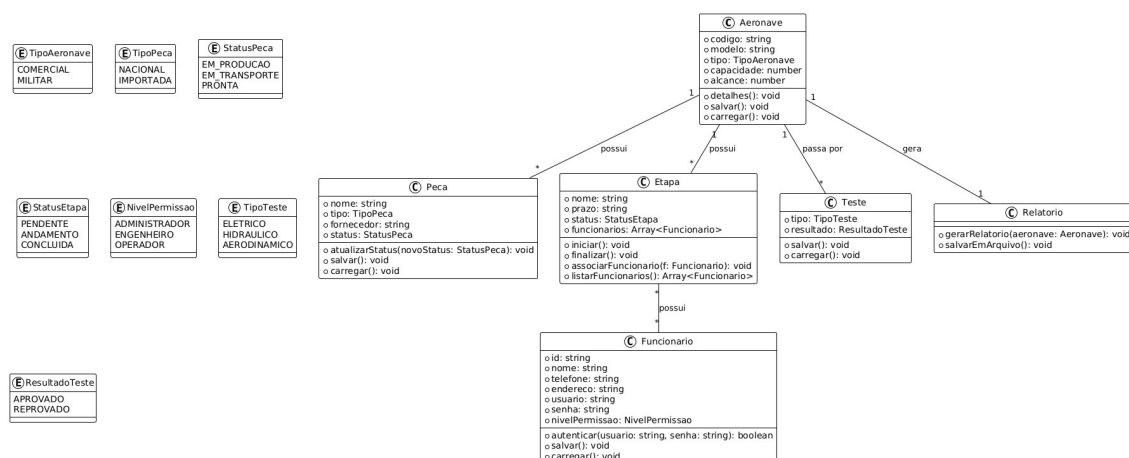 E TipoAeronave
COMERCIAL
MILITAR
E TipoPeca
NACIONAL
IMPORTADA
E StatusPeca
EM_PRODUCAO
EM_TRANSPORTE
PRONTA
C Aeronave
codigo: string
modelo: string
tipo: TipoAeronave
capacidade: number
alcance: number
detalhes(): void
salvar(): void
carregar(): void
1
1
1
1
possui
possui
passa por
gera
*
*
*
1
E StatusEtapa
PENDENTE
ANDAMENTO
CONCLUIDA
E NivelPermissao
ADMINISTRADOR
ENGENHEIRO
OPERADOR
E TipoTeste
ELETRICO
HIDRAULICO
AERODINAMICO
C Peca
nome: string
tipo: TipoPeca
fornecedor: string
status: StatusPeca
atualizarStatus(novoStatus: StatusPeca): void
salvar(): void
carregar(): void
C Etapa
nome: string
prazo: string
status: StatusEtapa
funcionarios: Array<Funcionario>
iniciar(): void
finalizar(): void
associarFuncionario(f: Funcionario): void
listarFuncionarios(): Array<Funcionario>
C Teste
tipo: TipoTeste
resultado: ResultadoTeste
salvar(): void
carregar(): void
C Relatorio
gerarRelatorio(aeronave: Aeronave): void
salvarEmArquivo(): void
*
possui
*
E ResultadoTeste
APROVADO
REPROVADO
C Funcionario
id: string
nome: string
telefone: string
endereco: string
usuario: string
senha: string
nivelPermissao: NivelPermissao
autenticar(usuario: string, senha: string): boolean
salvar(): void
carregar(): void